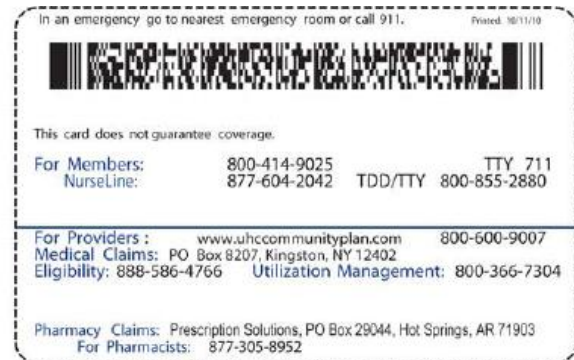 In an emergency go to nearest emergency room or call 911. Printed: 10/11/10
This card does not guarantee coverage.
For Members: 800-414-9025 TTY 711
NurseLine: 877-604-2042 TDD/TTY 800-855-2880
For Providers : www.uhccommunityplan.com 800-600-9007
Medical Claims: PO Box 8207, Kingston, NY 12402
Eligibility: 888-586-4766 Utilization Management: 800-366-7304
Pharmacy Claims: Prescription Solutions, PO Box 29044, Hot Springs, AR 71903
For Pharmacists: 877-305-8952